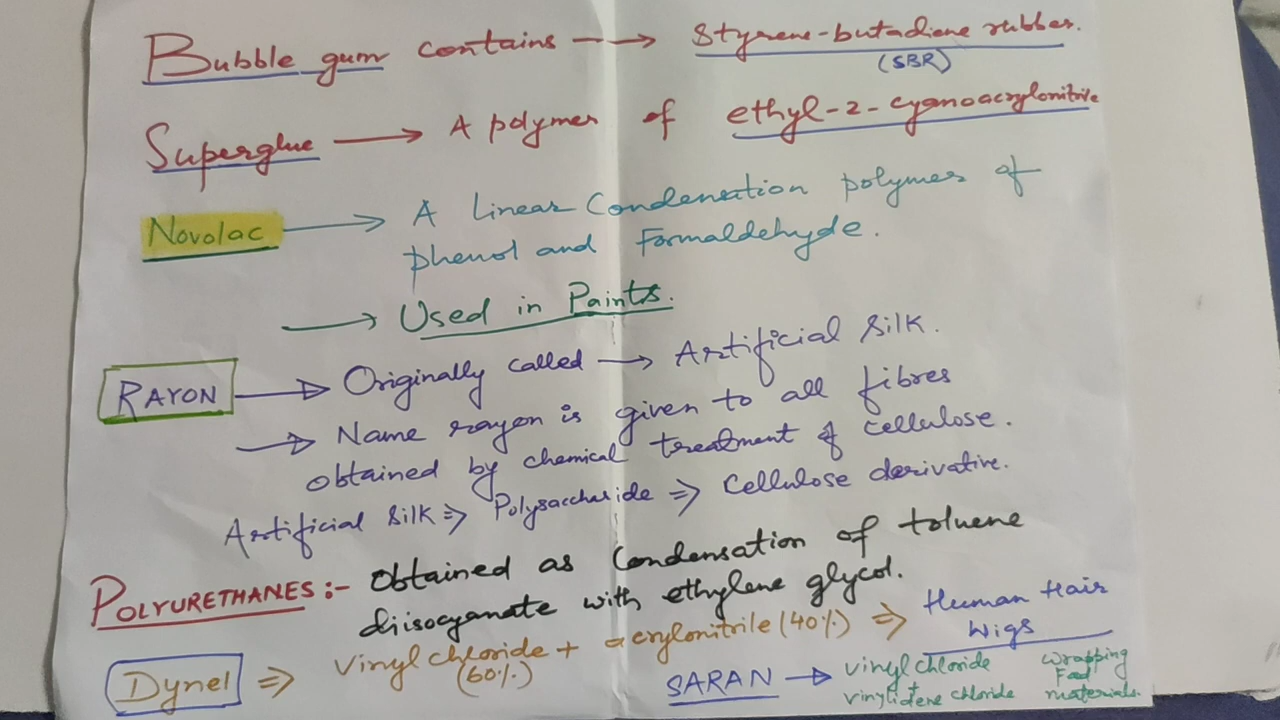 Bubble gum contains → Styrene-butadiene rubber.
(SBR)
Superglue → A polymer of ethyl-2-cyanoacrylonitrile
Novolac → A linear Condensation polymer of
phenol and Formaldehyde.
→ Used in Paints.
RAYON → Originally called → Artificial Silk.
→ Name rayon is given to all fibres
obtained by chemical treatment of cellulose.
Artificial Silk ⇒ Polysaccharide ⇒ Cellulose derivative.
POLYURETHANES:- Obtained as Condensation of toluene
diisocyanate with ethylene glycol.
Dynel ⇒ Vinyl chloride + acrylonitrile (40%) ⇒ Human Hair
(60%) Wigs
SARAN → vinyl chloride wrapping
+ Food
vinylidene chloride materials.